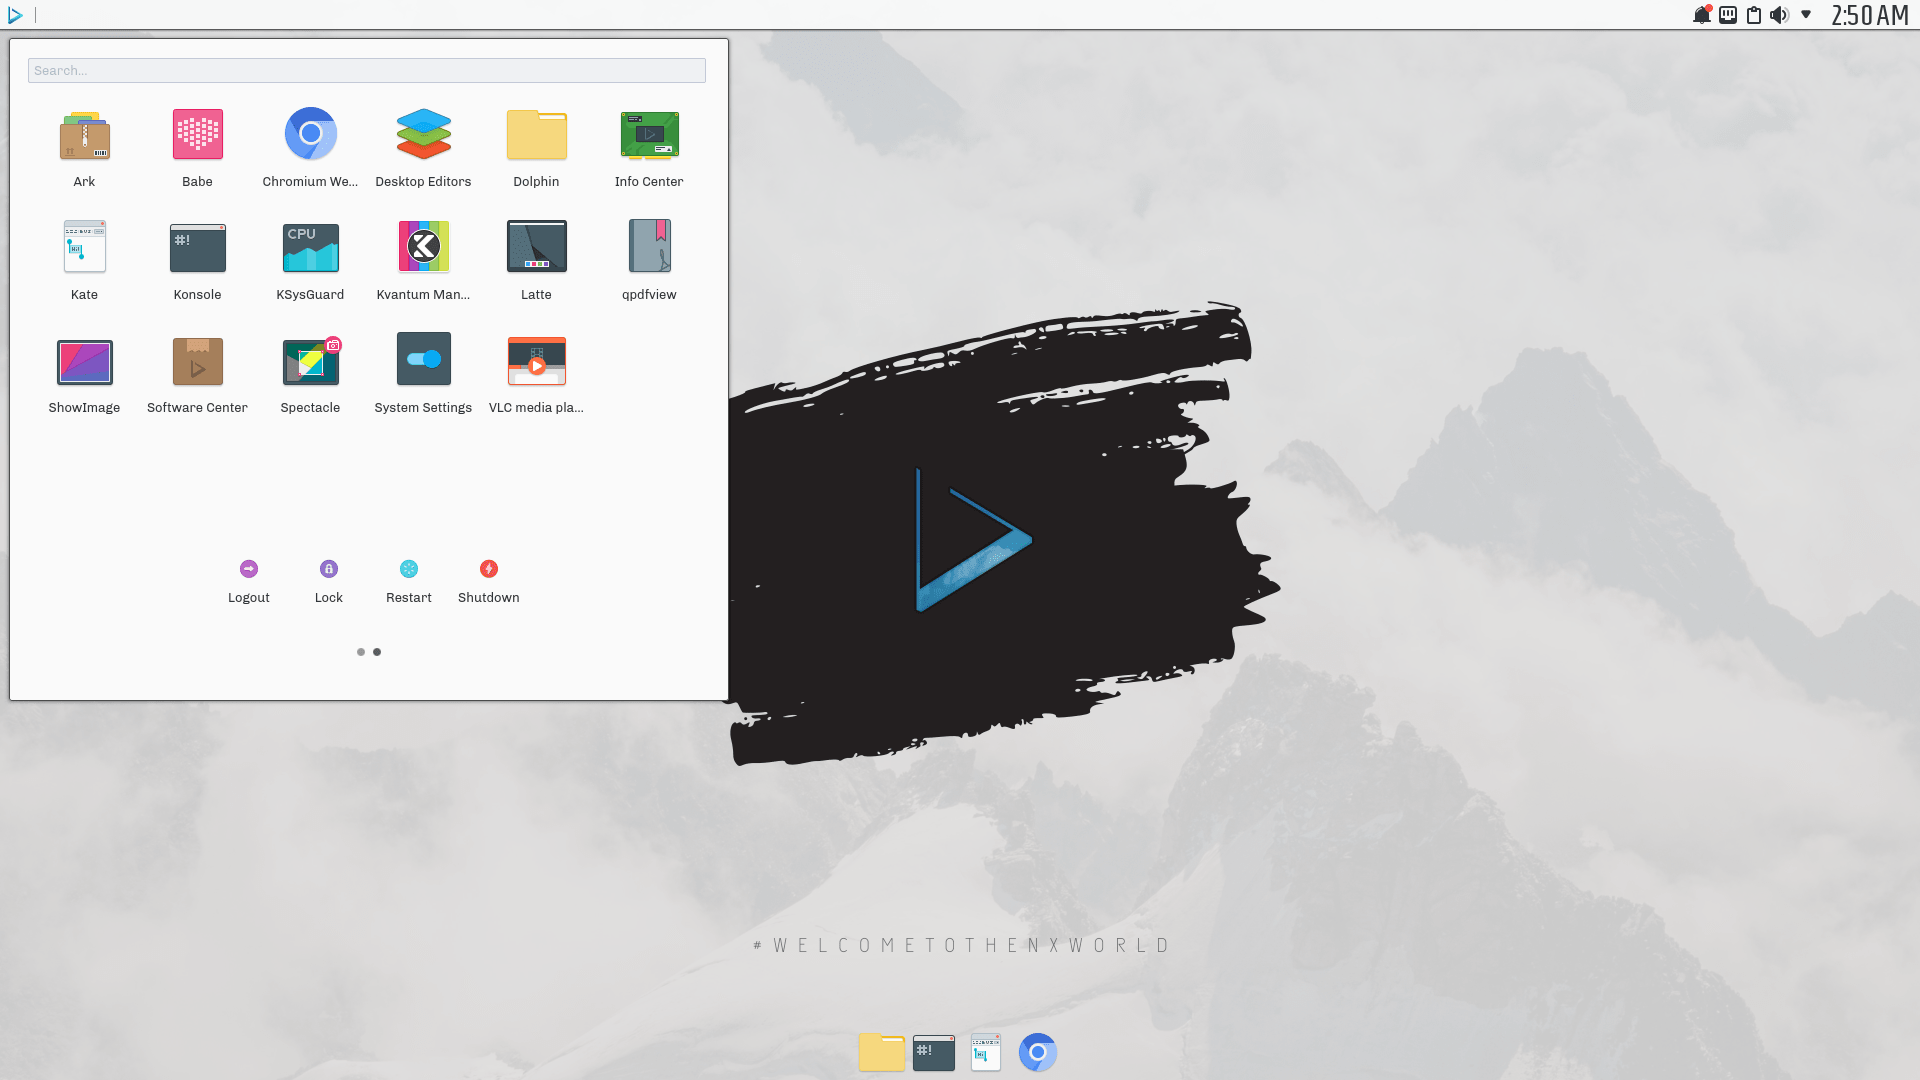 2:50 AM
Search...
Ark
Babe
Chromium We...
Desktop Editors
Dolphin
Info Center
#!
CPU
Kate
Konsole
KSysGuard
Kvantum Man...
Latte
qpdfview
ShowImage
Software Center
Spectacle
System Settings
VLC media pla...
Logout
Lock
Restart
Shutdown
#WELCOMETOTHENXWORLD
#!